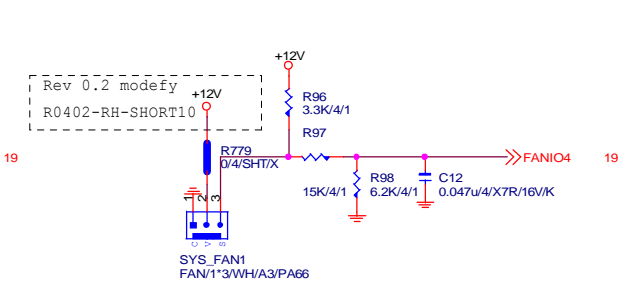 +12V
Rev 0.2 modefy
+12V
R0402-RH-SHORT10
R96
3.3K/4/1
R97
19
R779
0/4/SHT/X
FANIO4
19
15K/4/1
R98
6.2K/4/1
C12
0.047u/4/X7R/16V/K
1
2
3
C
V
S
SYS_FAN1
FAN/1*3/WH/A3/PA66